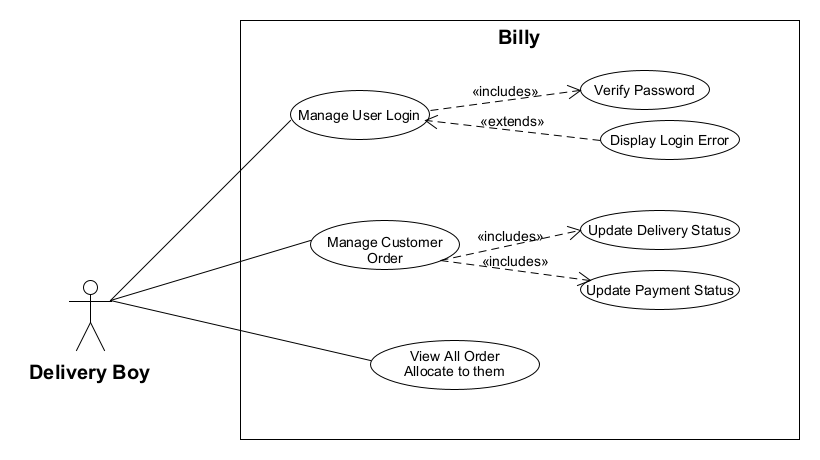 Billy
«includes»
Verify Password
Manage User Login
«extends»
Display Login Error
Manage Customer
Order
«includes»
Update Delivery Status
«includes»
Update Payment Status
View All Order
Allocate to them
Delivery Boy